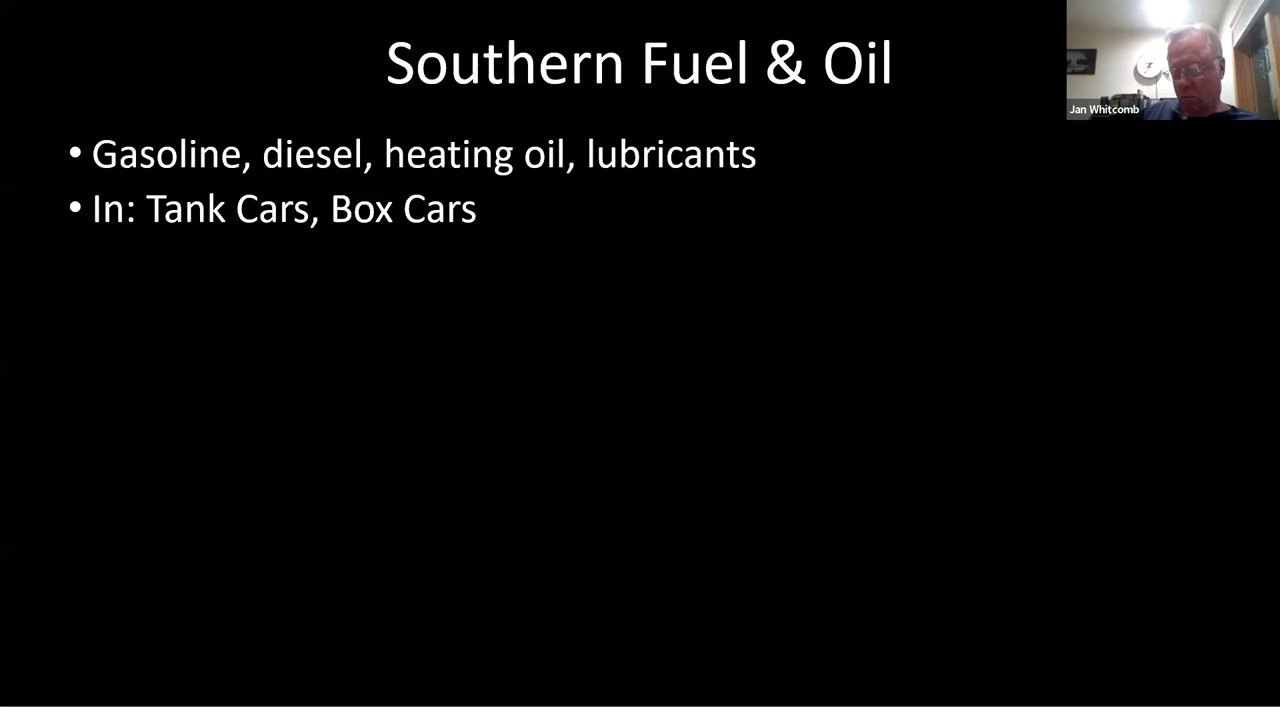 Southern Fuel & Oil
Jan Whitcomb
• Gasoline, diesel, heating oil, lubricants
• In: Tank Cars, Box Cars